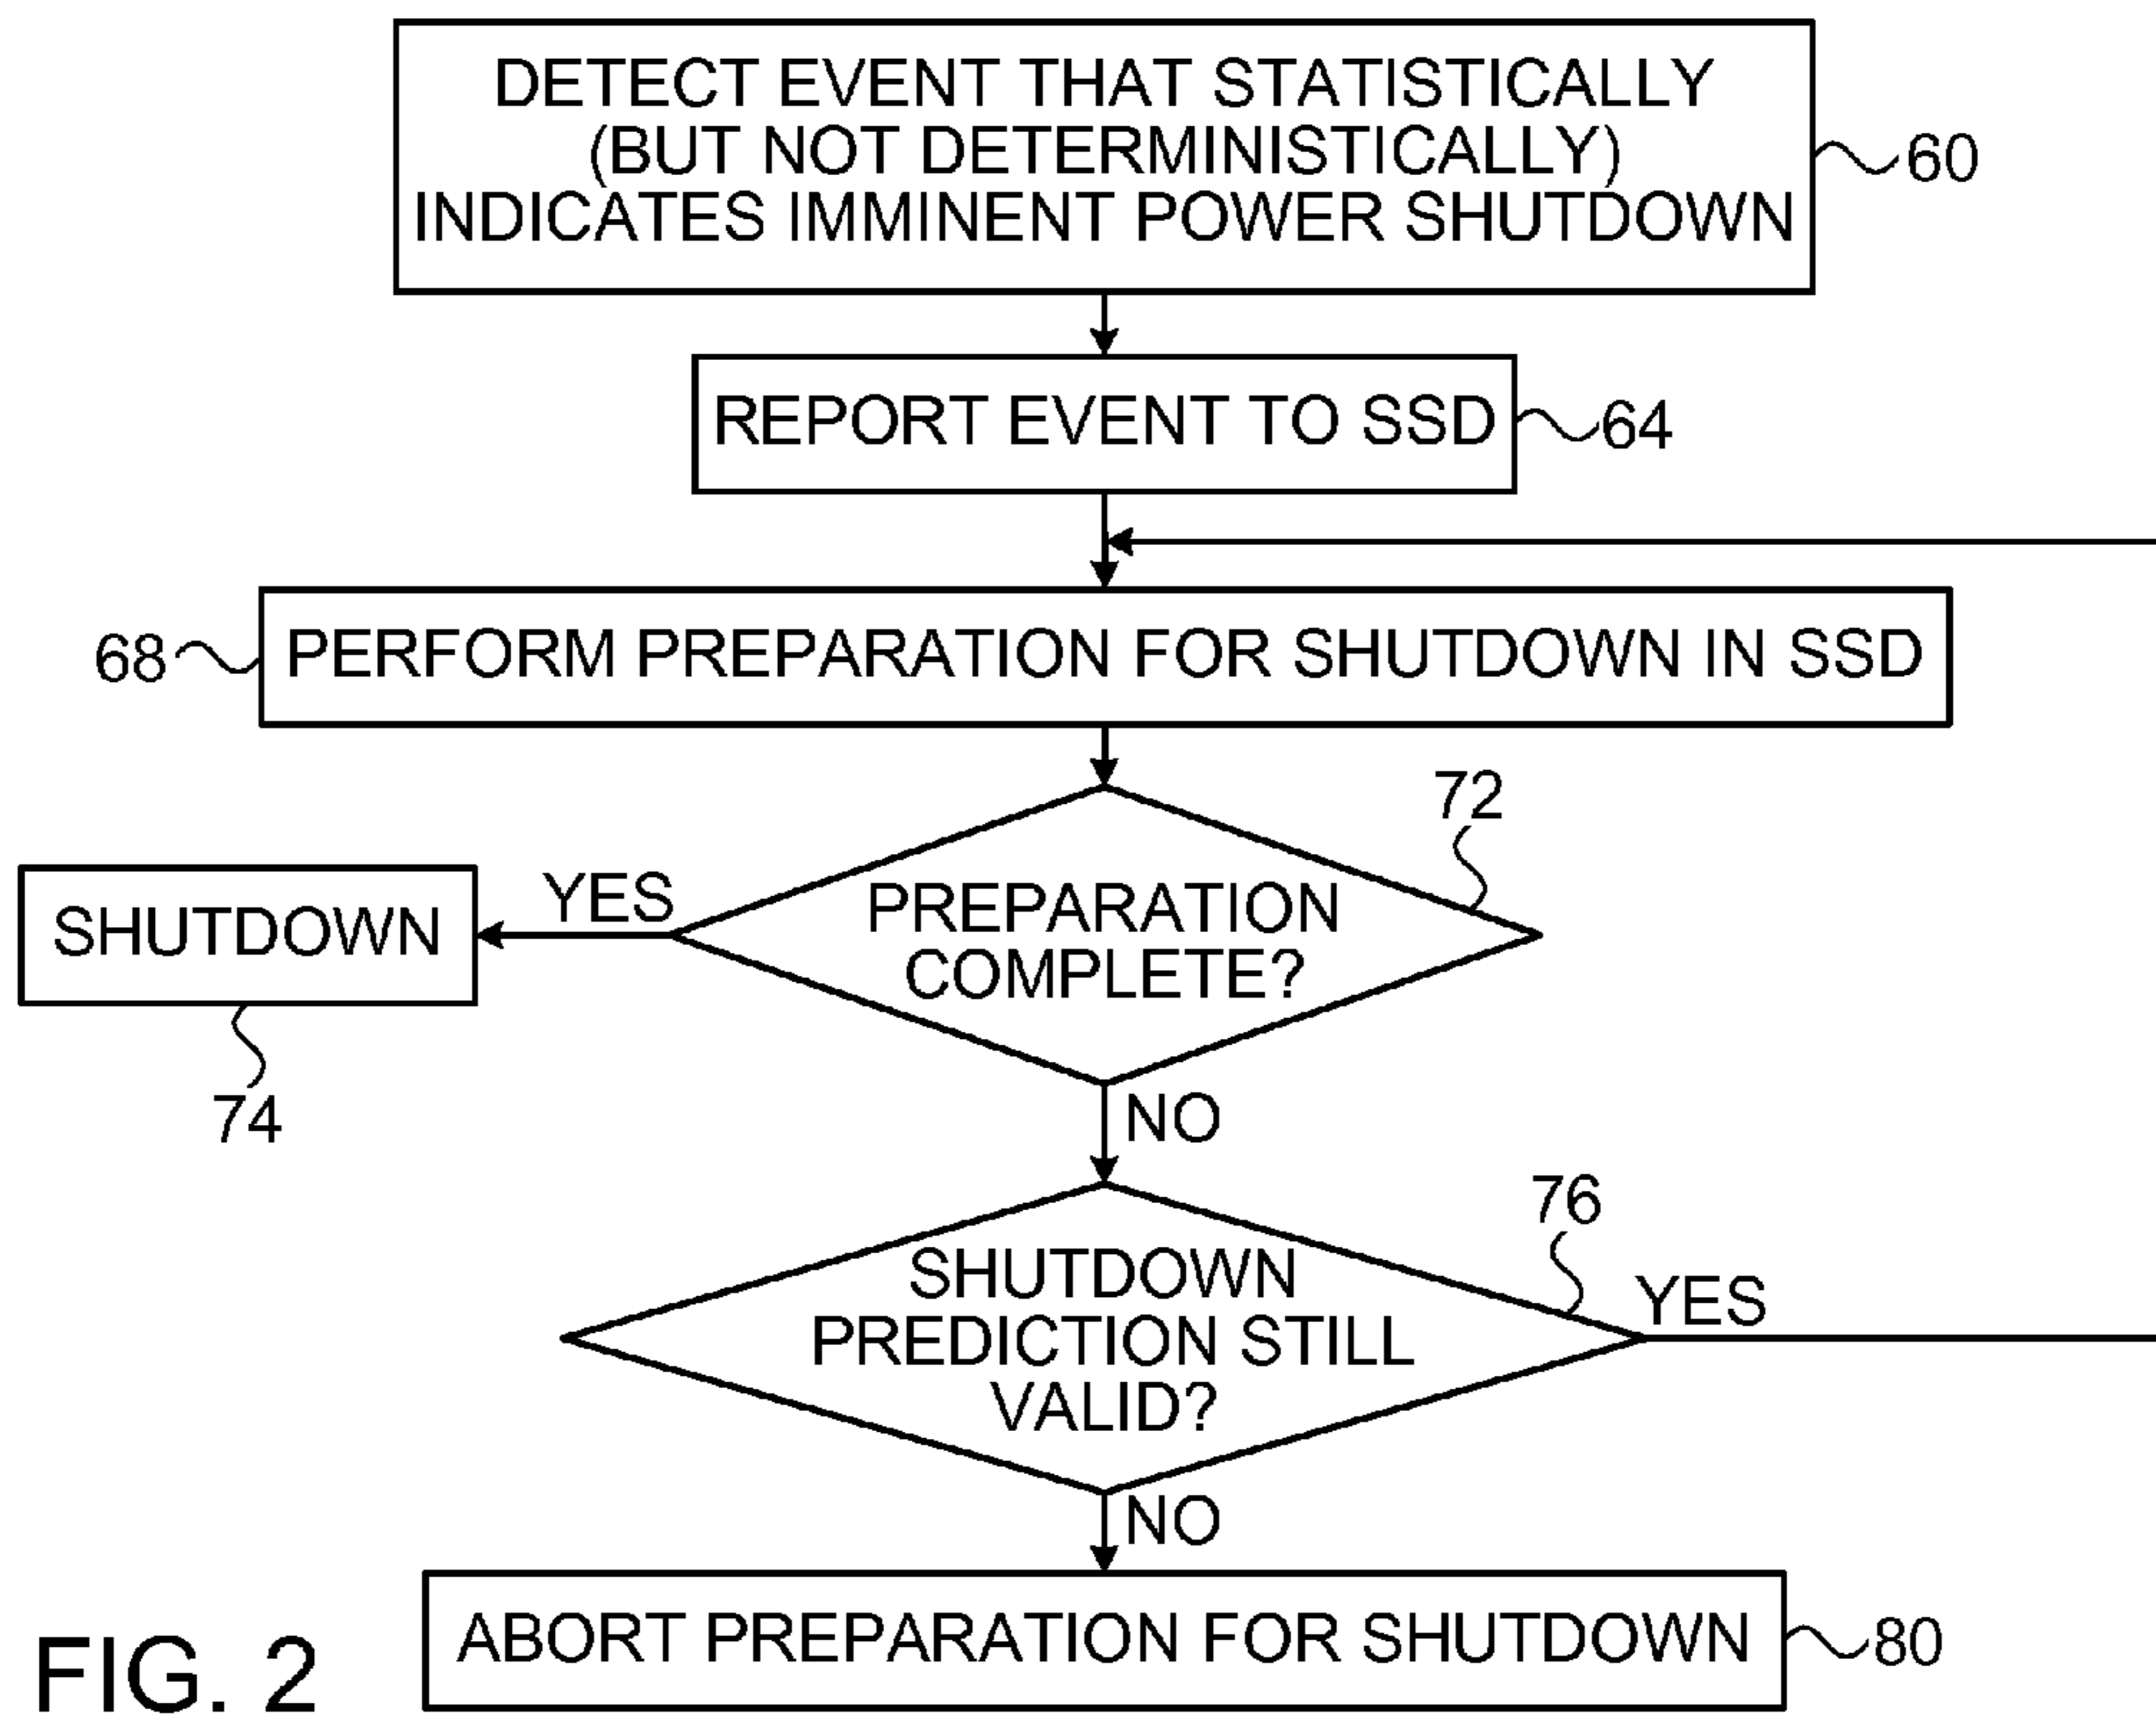 DETECT EVENT THAT STATISTICALLY
(BUT NOT DETERMINISTICALLY)
INDICATES IMMINENT POWER SHUTDOWN
60
REPORT EVENT TO SSD
64
68
PERFORM PREPARATION FOR SHUTDOWN IN SSD
72
PREPARATION
COMPLETE?
YES
SHUTDOWN
74
NO
76
SHUTDOWN
PREDICTION STILL
VALID?
YES
NO
ABORT PREPARATION FOR SHUTDOWN
80
FIG. 2